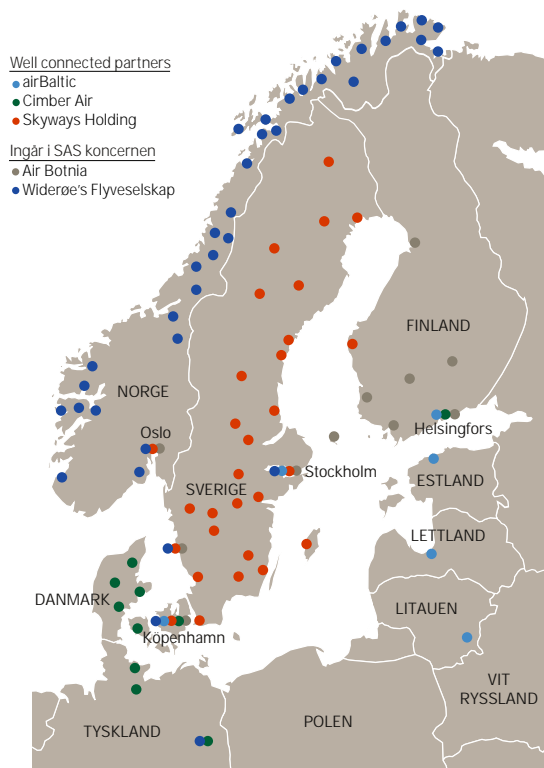 Well connected partners
airBaltic
Cimber Air
Skyways Holding
Ingår i SAS koncernen
Air Botnia
Widerøe's Flyveselskap
FINLAND
NORGE
Helsingfors
Oslo
Stockholm
ESTLAND
SVERIGE
LETTLAND
DANMARK
LITAUEN
Köpenhamn
VIT
RYSSLAND
POLEN
TYSKLAND